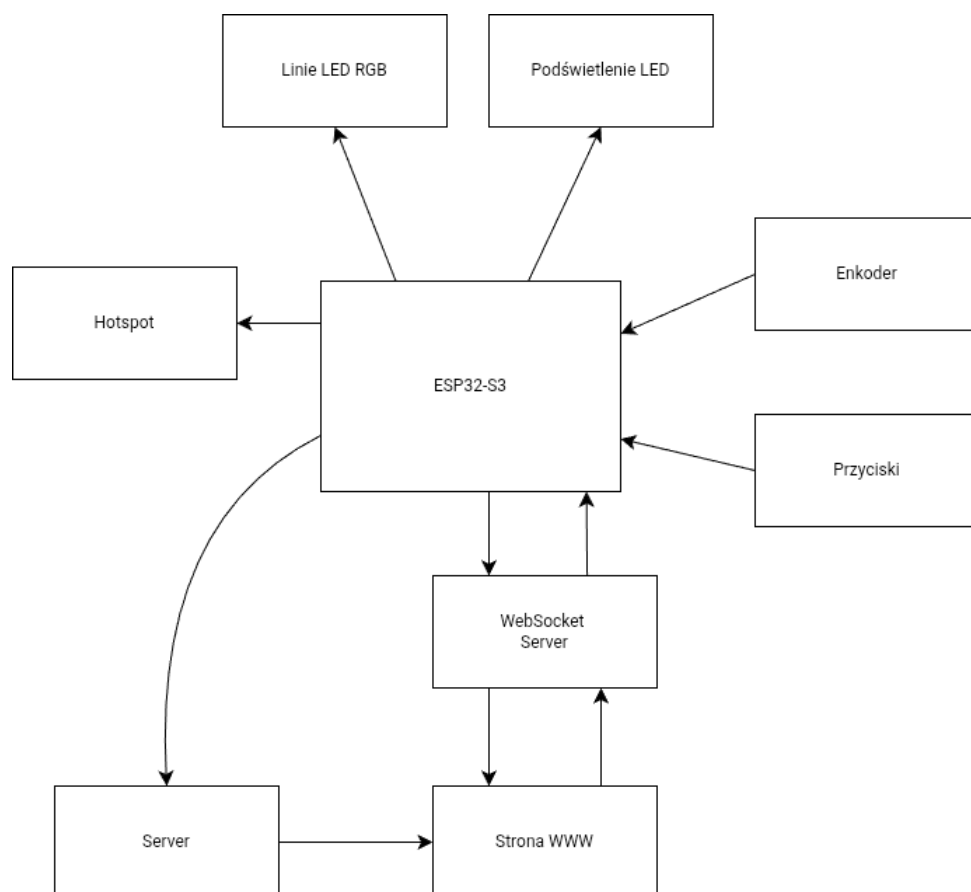 Linie LED RGB
Podświetlenie LED
Enkoder
Hotspot
ESP32-S3
Przyciski
WebSocket
Server
Server
Strona WWW